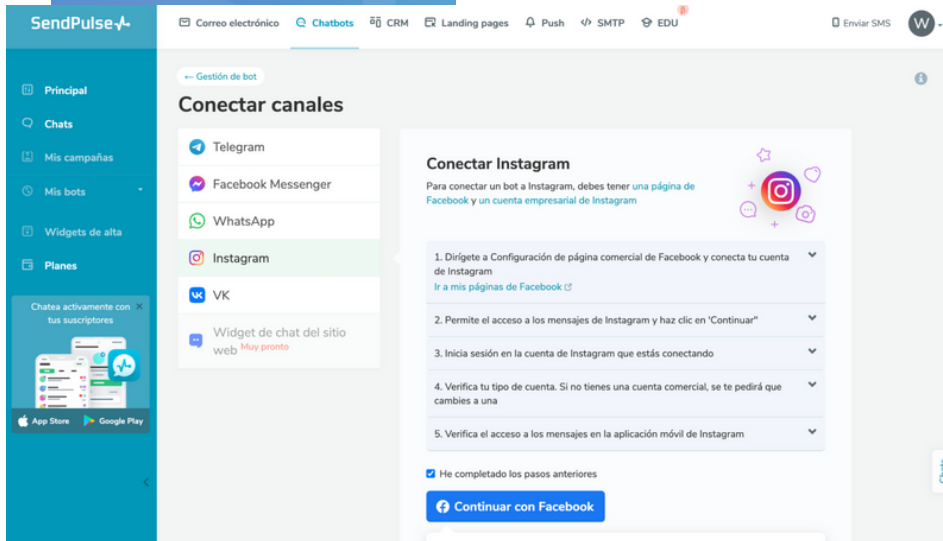 SendPulse
Correo electrónico
Chatbots
CRM
Landing pages
Push
SMTP
EDU
β
Enviar SMS
W
Principal
Chats
Mis campañas
Mis bots
Widgets de alta
Planes
Chatea activamente con
tus suscriptores
App Store
Google Play
← Gestión de bot
Conectar canales
Telegram
Facebook Messenger
WhatsApp
Instagram
VK
Widget de chat del sitio
web Muy pronto
Conectar Instagram
Para conectar un bot a Instagram, debes tener una página de
Facebook y un cuenta empresarial de Instagram
1. Dirígete a Configuración de página comercial de Facebook y conecta tu cuenta
de Instagram
Ir a mis páginas de Facebook
2. Permite el acceso a los mensajes de Instagram y haz clic en 'Continuar"
3. Inicia sesión en la cuenta de Instagram que estás conectando
4. Verifica tu tipo de cuenta. Si no tienes una cuenta comercial, se te pedirá que
cambies a una
5. Verifica el acceso a los mensajes en la aplicación móvil de Instagram
He completado los pasos anteriores
Continuar con Facebook